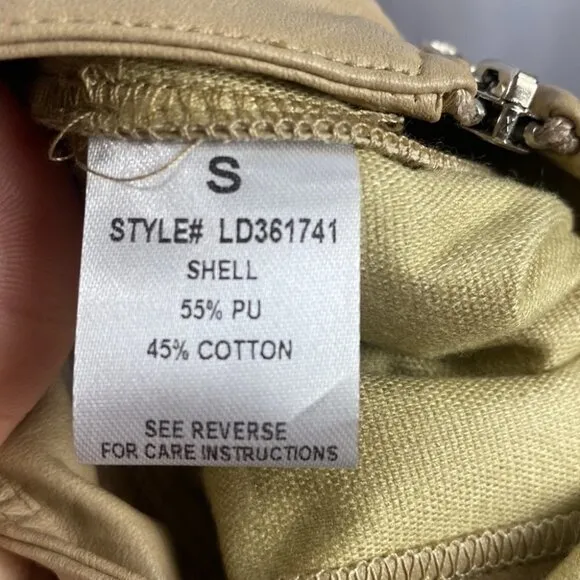 S
STYLE# LD361741
SHELL
55% PU
45% COTTON
SEE REVERSE
FOR CARE INSTRUCTIONS